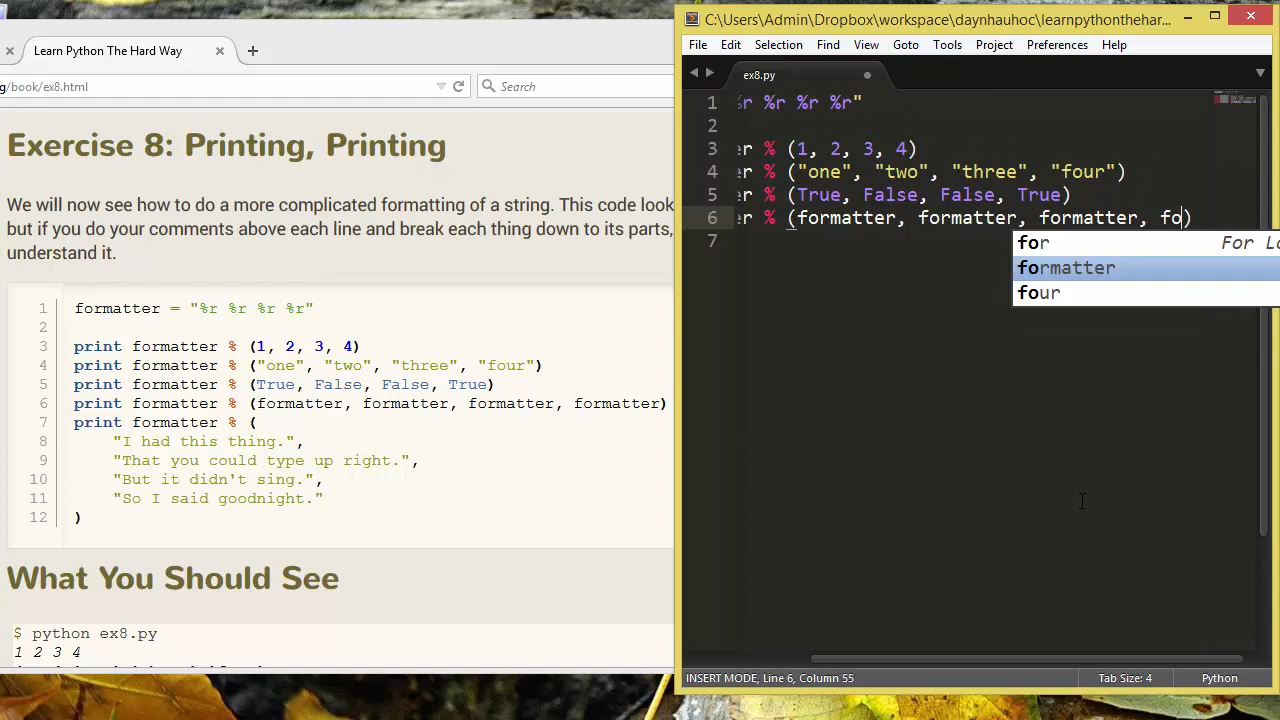 Learn Python The Hard Way
g/book/ex8.html
Search
Exercise 8: Printing, Printing
We will now see how to do a more complicated formatting of a string. This code look
but if you do your comments above each line and break each thing down to its parts,
understand it.
1 formatter = "%r %r %r %r"
2
3 print formatter % (1, 2, 3, 4)
4 print formatter % ("one", "two", "three", "four")
5 print formatter % (True, False, False, True)
6 print formatter % (formatter, formatter, formatter, formatter)
7 print formatter % (
8 "I had this thing.",
9 "That you could type up right.",
10 "But it didn't sing.",
11 "So I said goodnight."
12 )
What You Should See
$ python ex8.py
1 2 3 4
C:\Users\Admin\Dropbox\workspace\daynhauhoc\learnpythonthehar...
File Edit Selection Find View Goto Tools Project Preferences Help
ex8.py
1 %r %r %r %r"
2
3 er % (1, 2, 3, 4)
4 er % ("one", "two", "three", "four")
5 er % (True, False, False, True)
6 er % (formatter, formatter, formatter, fo)
7
for For Lo
formatter
four
INSERT MODE, Line 6, Column 55 Tab Size: 4 Python